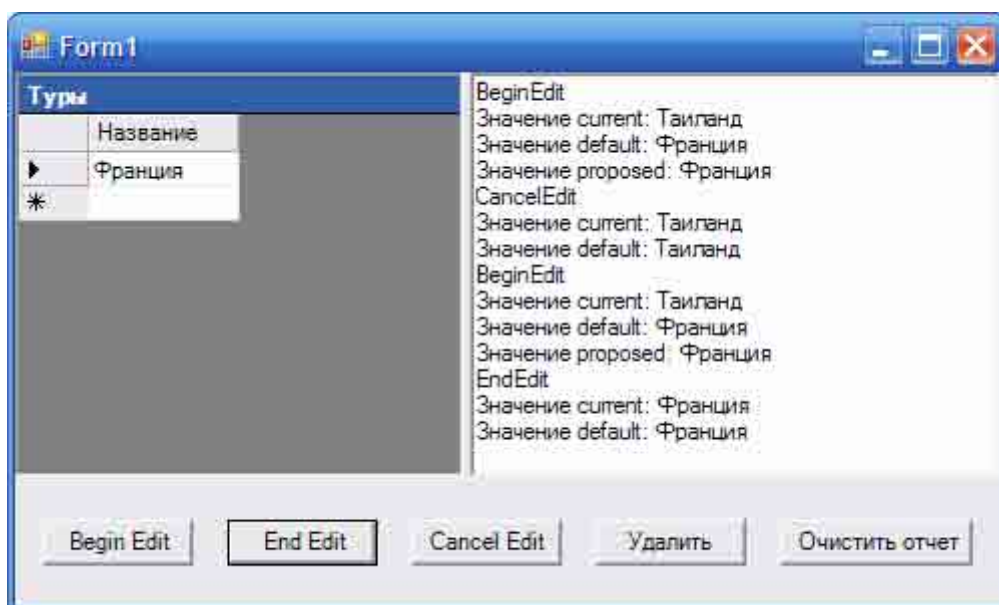 Form1
Туры
Название
Франция
BeginEdit
Значение current: Таиланд
Значение default: Франция
Значение proposed: Франция
CancelEdit
Значение current: Таиланд
Значение default: Таиланд
BeginEdit
Значение current: Таиланд
Значение default: Франция
Значение proposed: Франция
EndEdit
Значение current: Франция
Значение default: Франция
Begin Edit End Edit Cancel Edit Удалить Очистить отчет